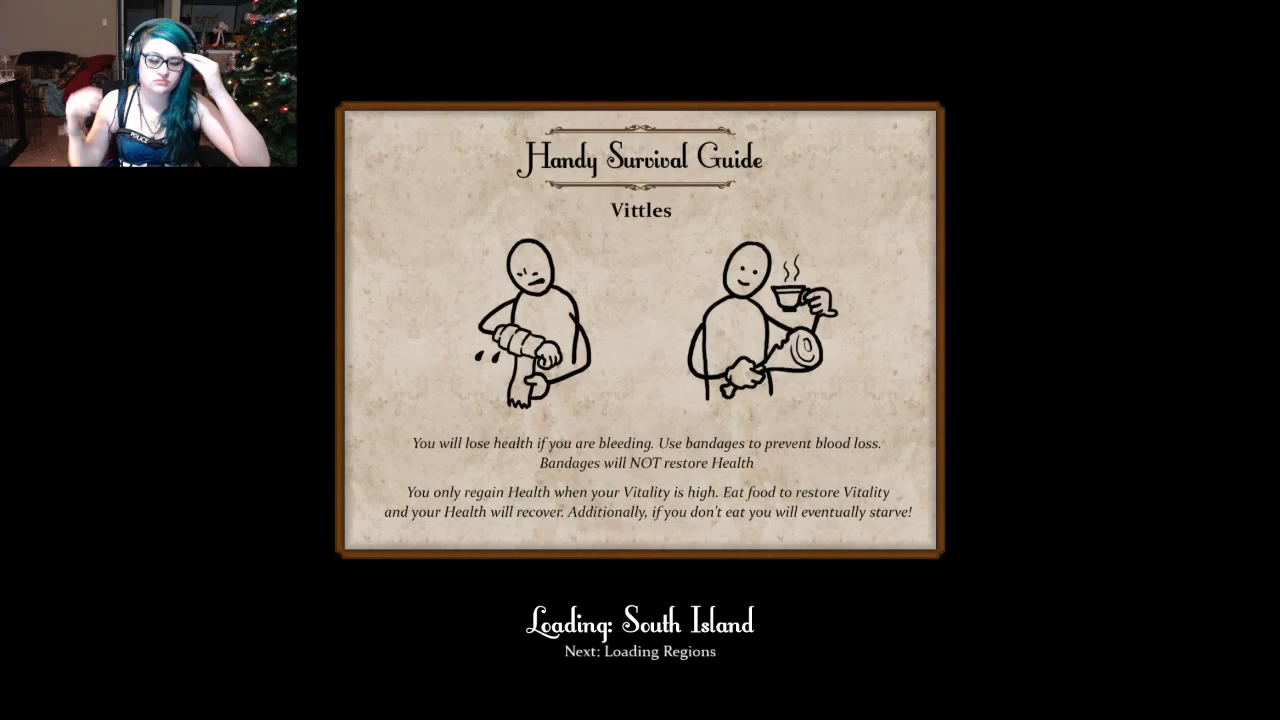 POLICE
Handy Survival Guide
Vittles
You will lose health if you are bleeding. Use bandages to prevent blood loss.
Bandages will NOT restore Health
You only regain Health when your Vitality is high. Eat food to restore Vitality
and your Health will recover. Additionally, if you don't eat you will eventually starve!
Loading: South Island
Next: Loading Regions